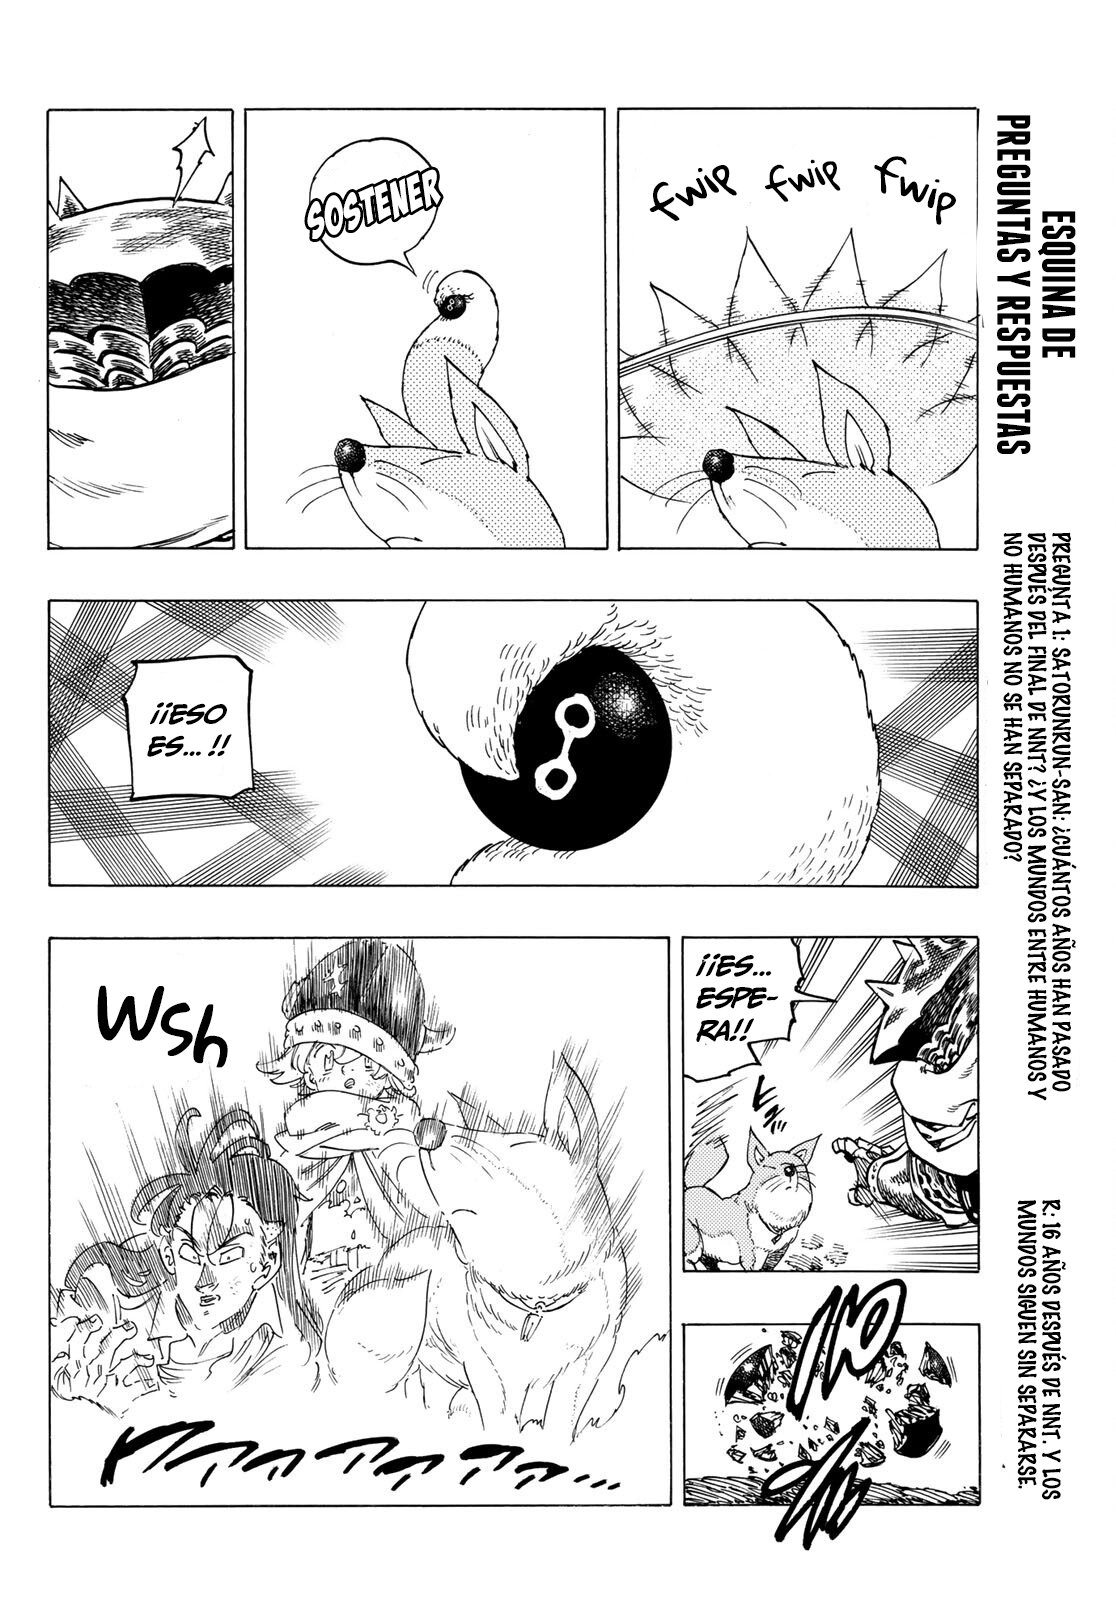 fwip fwip fwip
SOSTENER
¡¡ESO
ES... !!
¡¡ES...
ESPE-
RA!!
WSh
ESQUINA DE
PREGUNTAS Y RESPUESTAS
PREGUNTA 1: SATORUNRUN-SAN: ¿CUÁNTOS AÑOS HAN PASADO
DESPUÉS DEL FINAL DE NNT? ¿Y LOS MUNDOS ENTRE HUMANOS Y
NO HUMANOS NO SE HAN SEPARADO?
R: 16 AÑOS DESPUÉS DE NNT. Y LOS
MUNDOS SIGUEN SIN SEPARARSE.